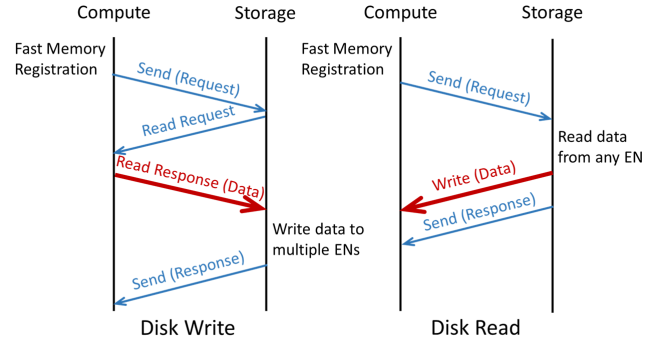 Compute
Storage
Fast Memory
Registration
Send (Request)
Read Request
Read Response (Data)
Write data to
multiple ENs
Send (Response)
Disk Write
Compute
Storage
Fast Memory
Registration
Send (Request)
Read data
from any EN
Write (Data)
Send (Response)
Disk Read